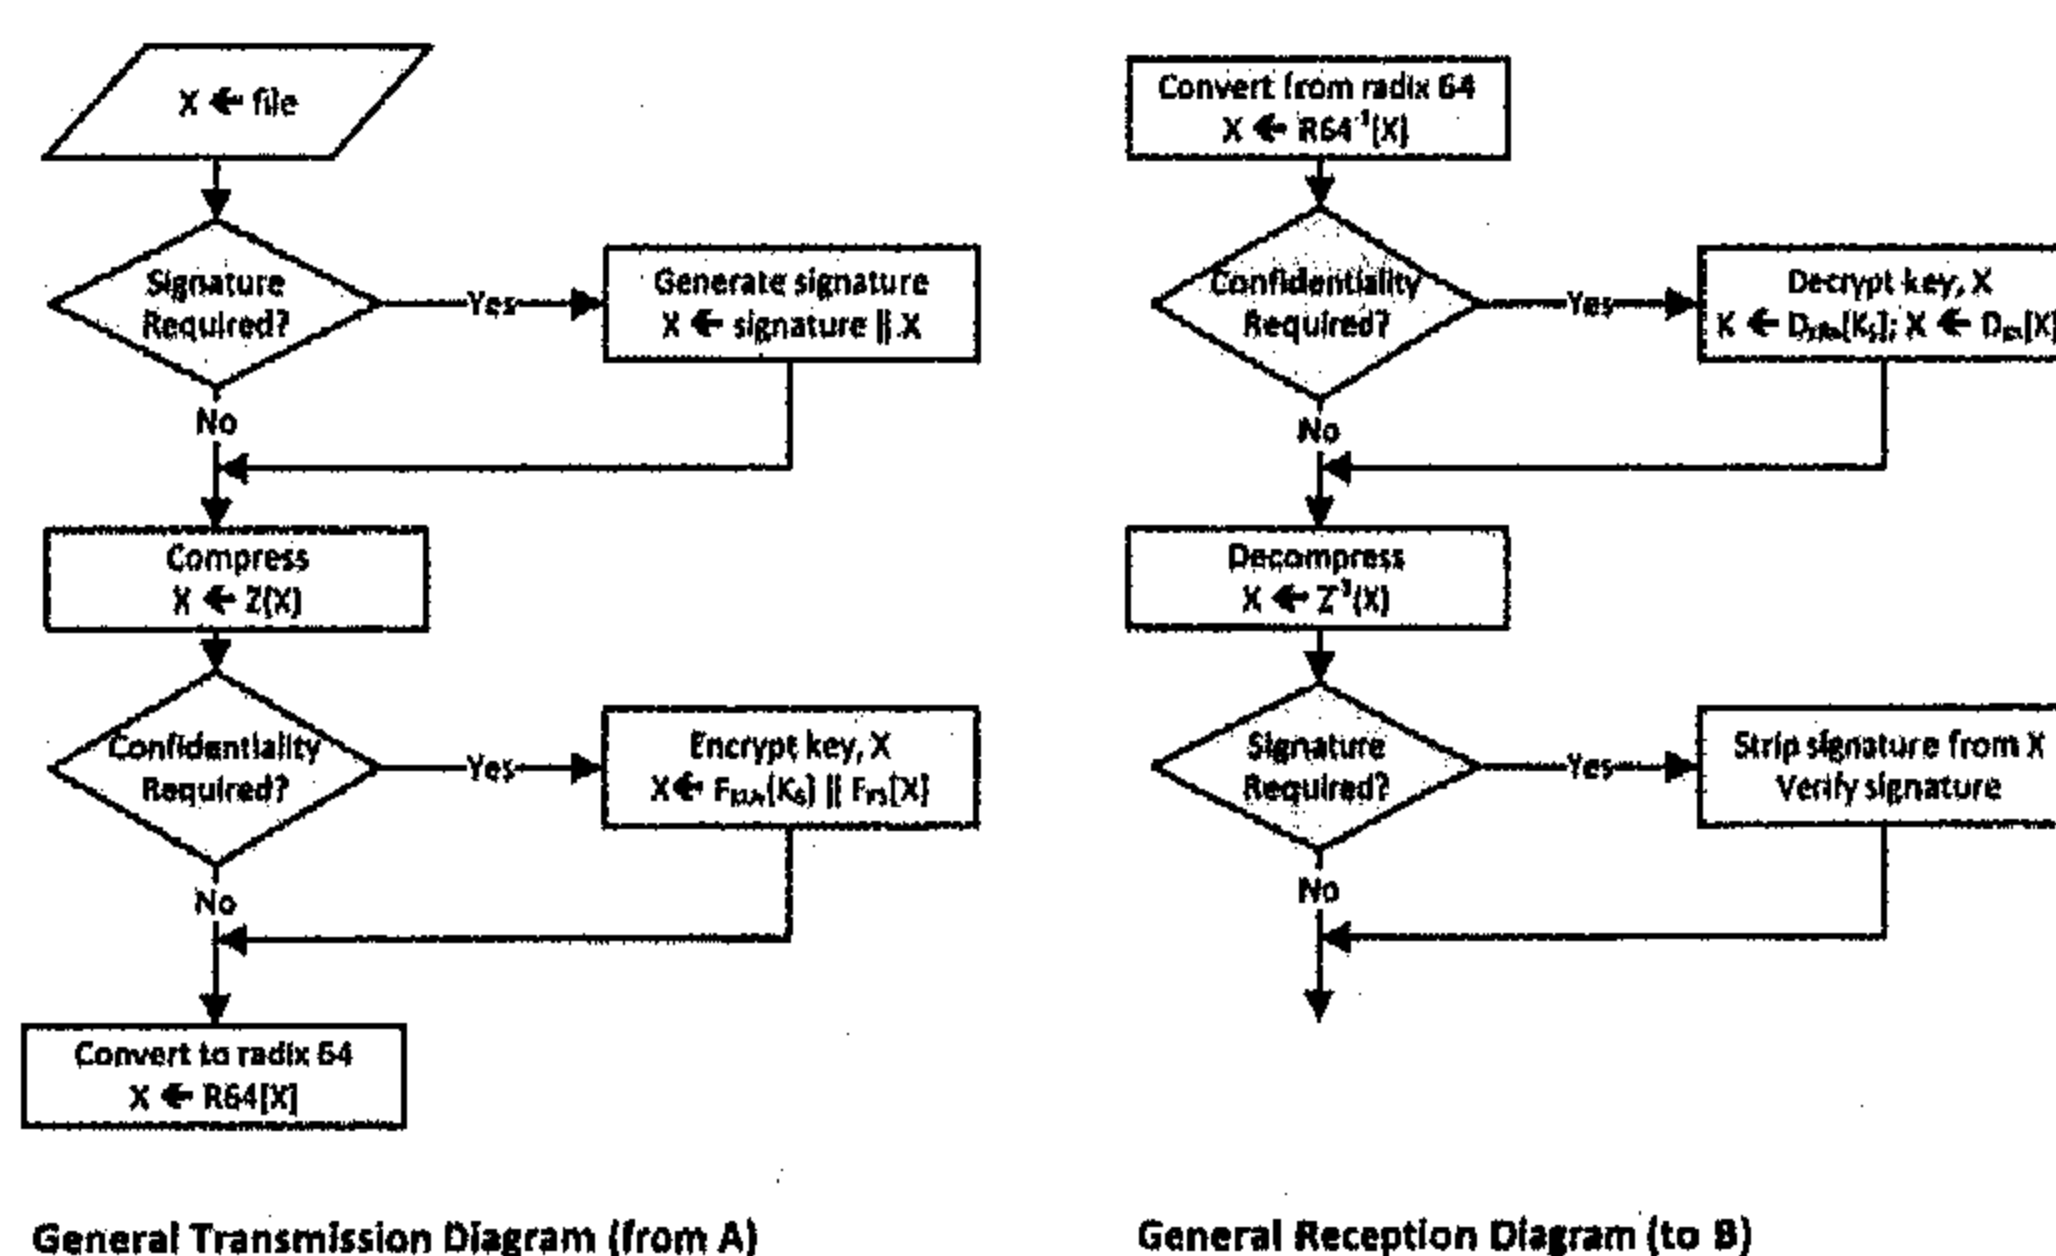 X ← file
Signature
Required?
Yes
Generate signature
X ← signature || X
No
Compress
X ← Z(X)
Confidentiality
Required?
Yes
Encrypt key, X
No
Convert to radix 64
X ← R64[X]
General Transmission Diagram (from A)
Convert from radix 64
X ← R64⁻¹[X]
Confidentiality
Required?
Yes
Decrypt key, X
No
Decompress
Signature
Required?
Yes
Strip signature from X
Verify signature
No
General Reception Diagram (to B)